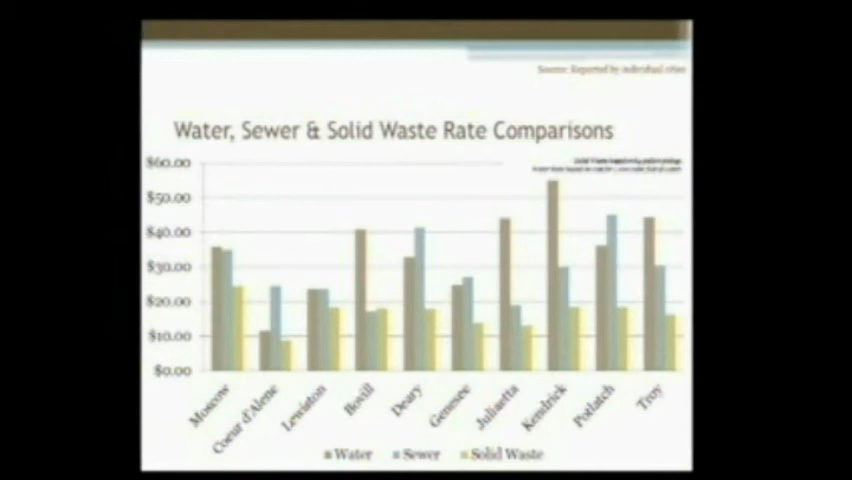 Source: Reported by individual cities
Water, Sewer & Solid Waste Rate Comparisons
$60.00
$50.00
$40.00
$30.00
$20.00
$10.00
$0.00
Moscow
Coeur d'Alene
Lewiston
Bovill
Deary
Genesee
Juliaetta
Kendrick
Potlatch
Troy
Water Sewer Solid Waste